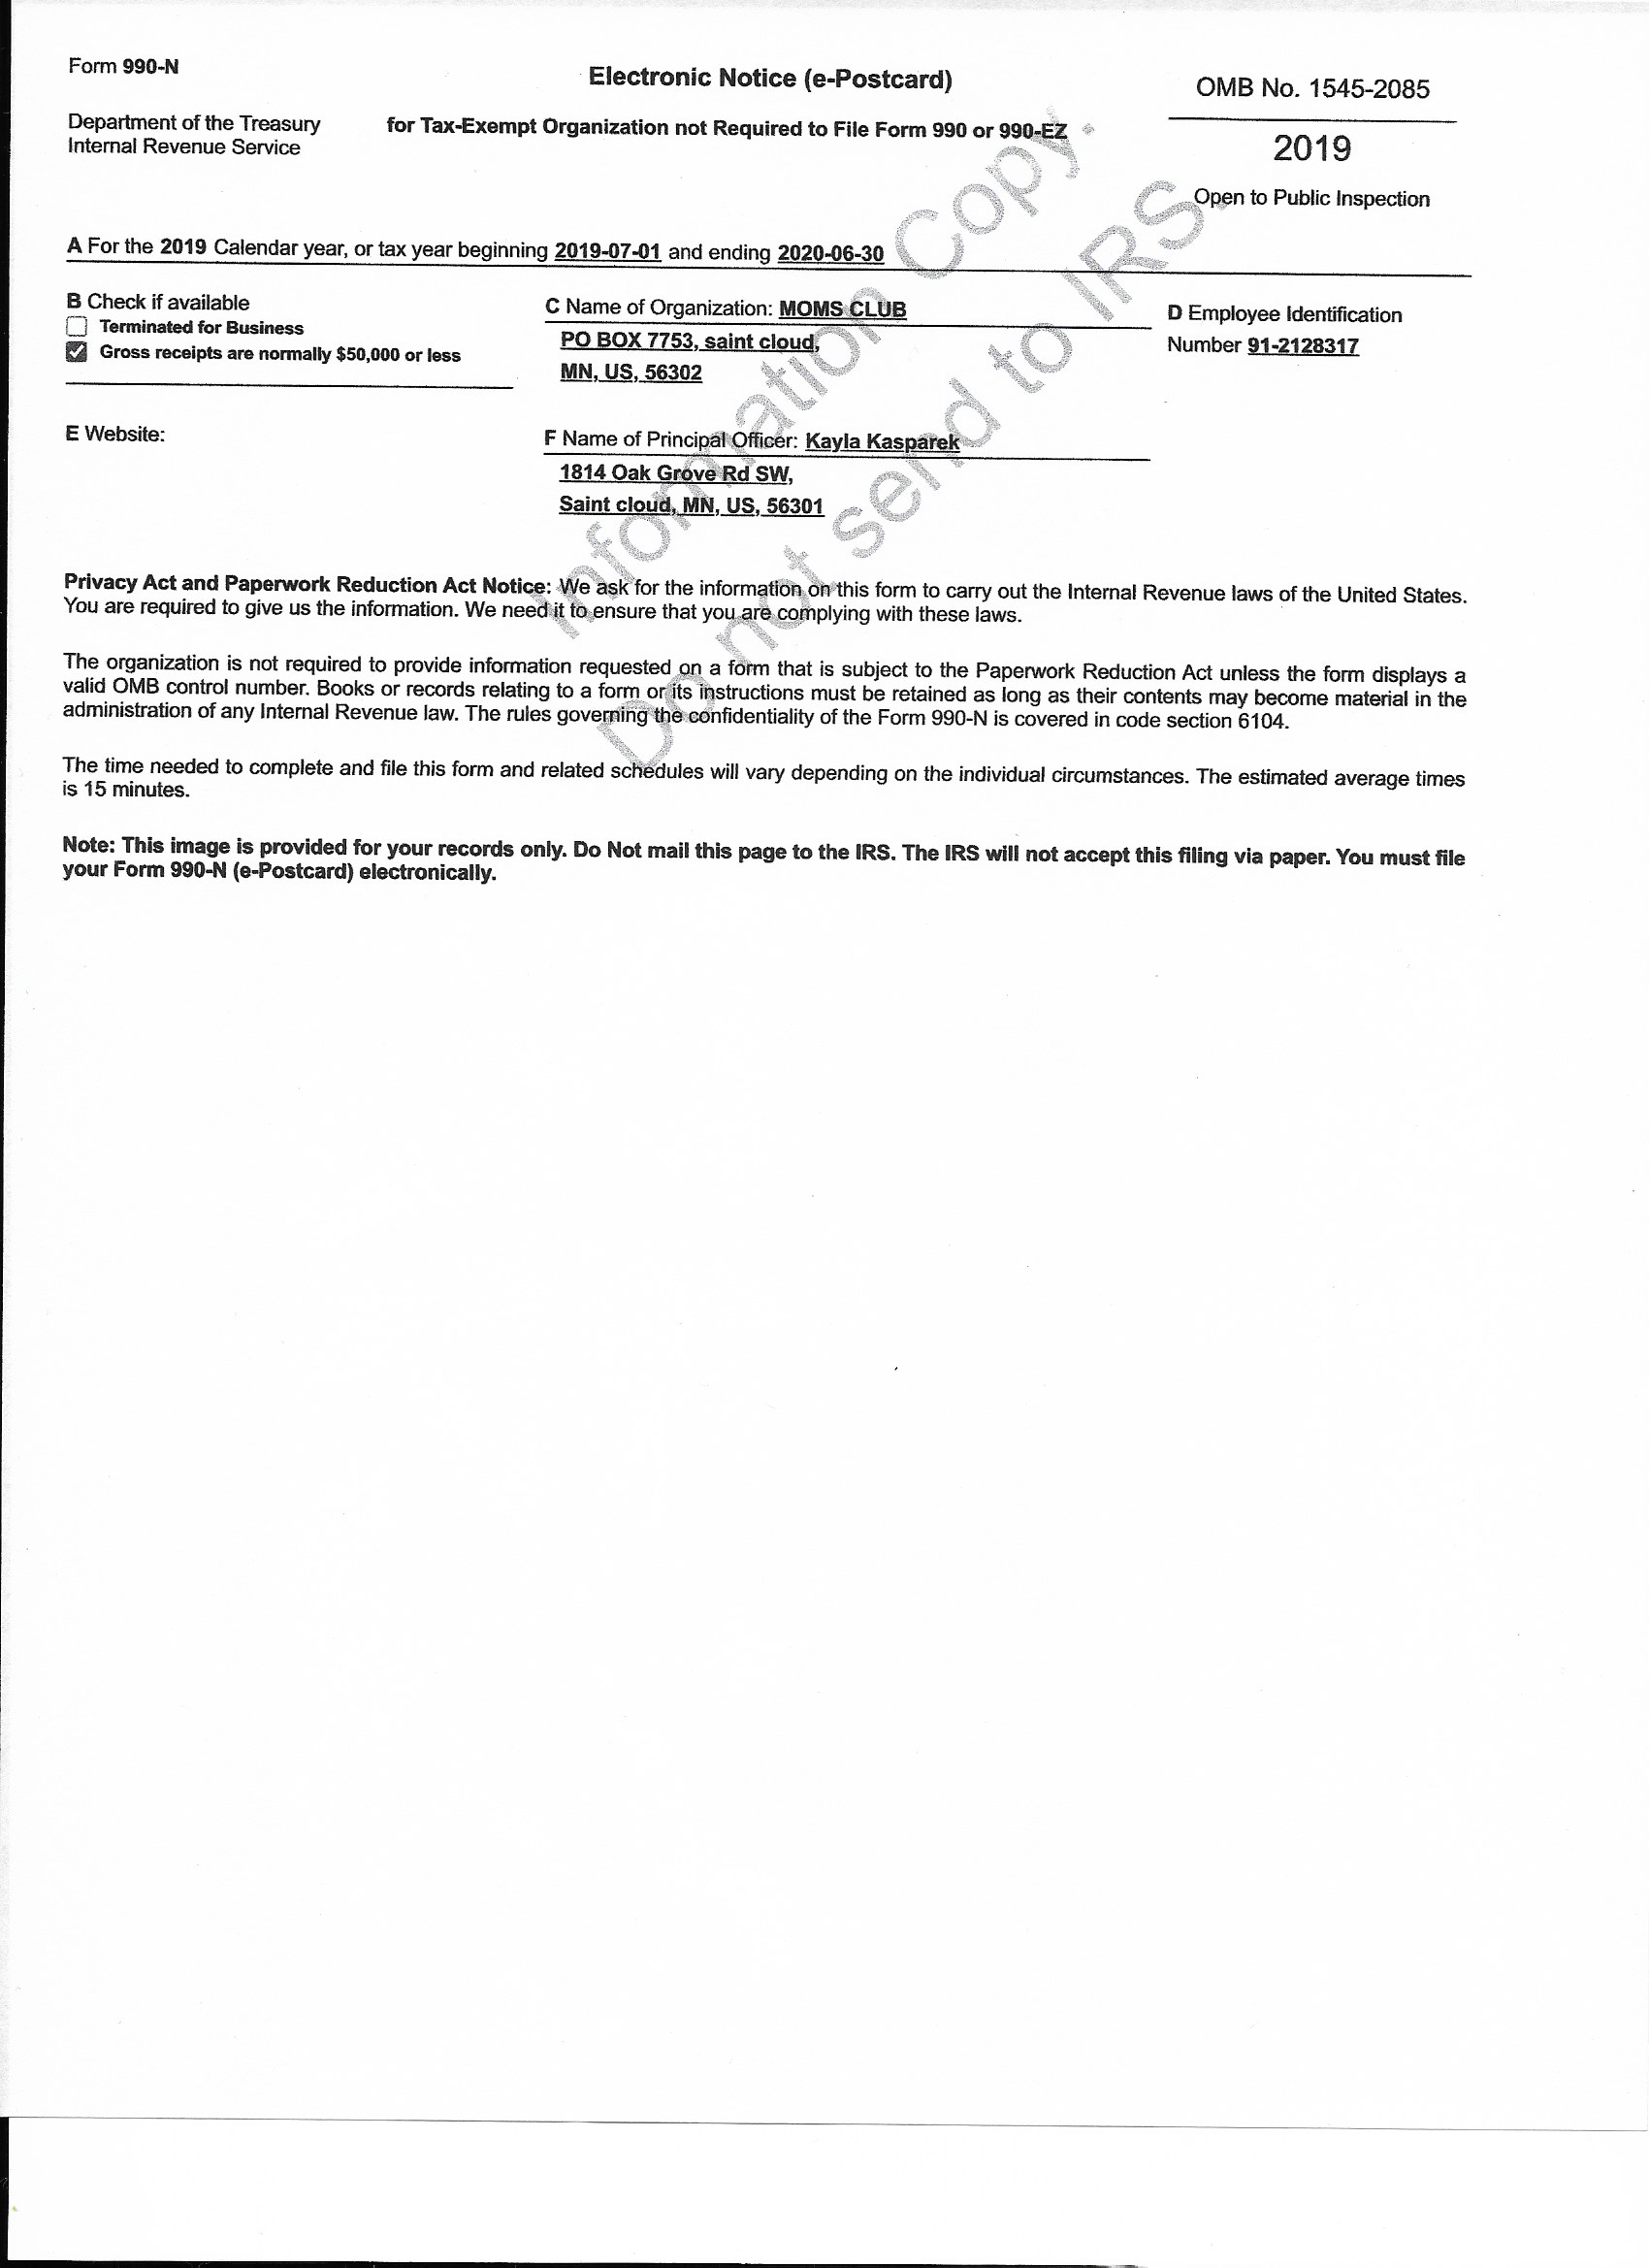 Form 990-N
Electronic Notice (e-Postcard)
OMB No. 1545-2085
Department of the Treasury
Internal Revenue Service
for Tax-Exempt Organization not Required to File Form 990 or 990-EZ
2019
Open to Public Inspection
A For the 2019 Calendar year, or tax year beginning 2019-07-01 and ending 2020-06-30
B Check if available
Terminated for Business
Gross receipts are normally $50,000 or less
C Name of Organization: MOMS CLUB
PO BOX 7753, saint cloud,
MN, US, 56302
D Employee Identification
Number 91-2128317
E Website:
F Name of Principal Officer: Kayla Kasparek
1814 Oak Grove Rd SW,
Saint cloud, MN, US, 56301
Information Copy.
Do not send to IRS.
Privacy Act and Paperwork Reduction Act Notice: We ask for the information on this form to carry out the Internal Revenue laws of the United States.
You are required to give us the information. We need it to ensure that you are complying with these laws.
The organization is not required to provide information requested on a form that is subject to the Paperwork Reduction Act unless the form displays a
valid OMB control number. Books or records relating to a form or its instructions must be retained as long as their contents may become material in the
administration of any Internal Revenue law. The rules governing the confidentiality of the Form 990-N is covered in code section 6104.
The time needed to complete and file this form and related schedules will vary depending on the individual circumstances. The estimated average times
is 15 minutes.
Note: This image is provided for your records only. Do Not mail this page to the IRS. The IRS will not accept this filing via paper. You must file
your Form 990-N (e-Postcard) electronically.